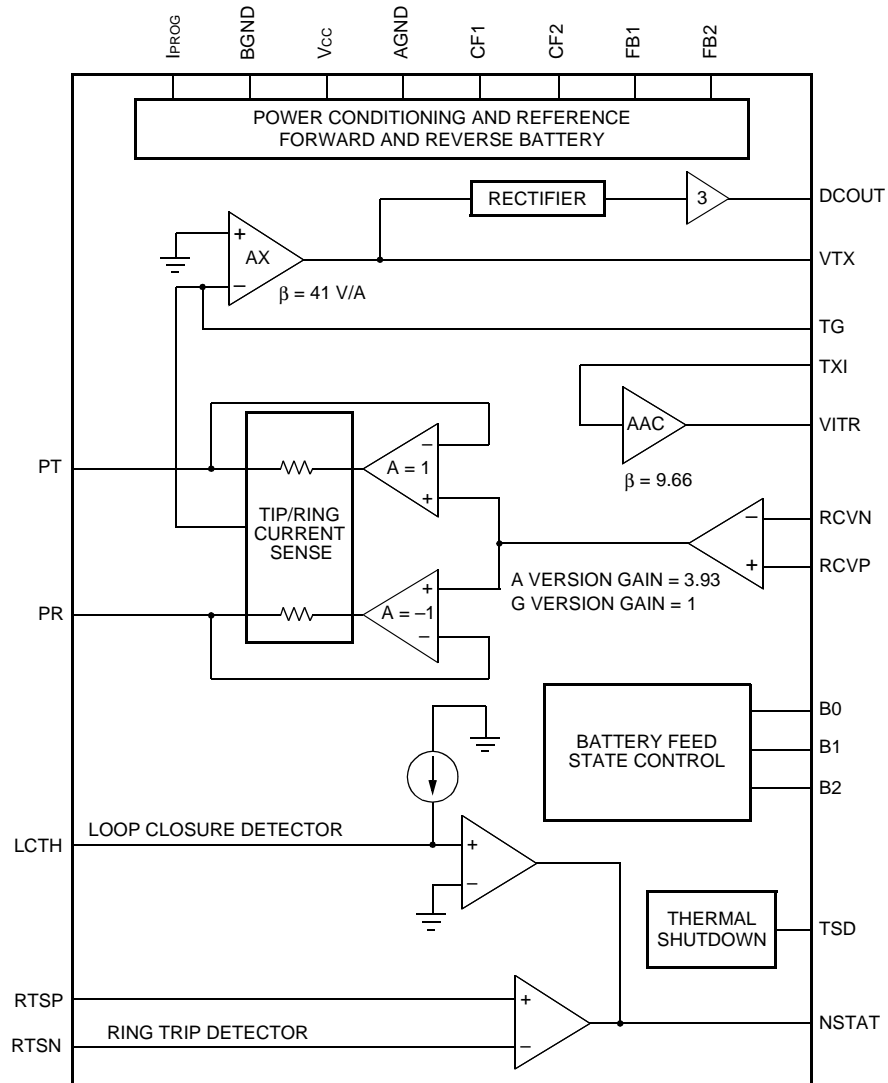 IPROG
BGND
VCC
AGND
CF1
CF2
FB1
FB2
POWER CONDITIONING AND REFERENCE
FORWARD AND REVERSE BATTERY
RECTIFIER
3
DCOUT
+
AX
−
β = 41 V/A
VTX
TG
TXI
AAC
VITR
β = 9.66
PT
−
A = 1
+
TIP/RING
CURRENT
SENSE
−
RCVN
+
RCVP
A VERSION GAIN = 3.93
G VERSION GAIN = 1
PR
+
A = –1
−
BATTERY FEED
STATE CONTROL
B0
B1
B2
LOOP CLOSURE DETECTOR
LCTH
+
−
THERMAL
SHUTDOWN
TSD
RTSP
+
RING TRIP DETECTOR
RTSN
−
NSTAT